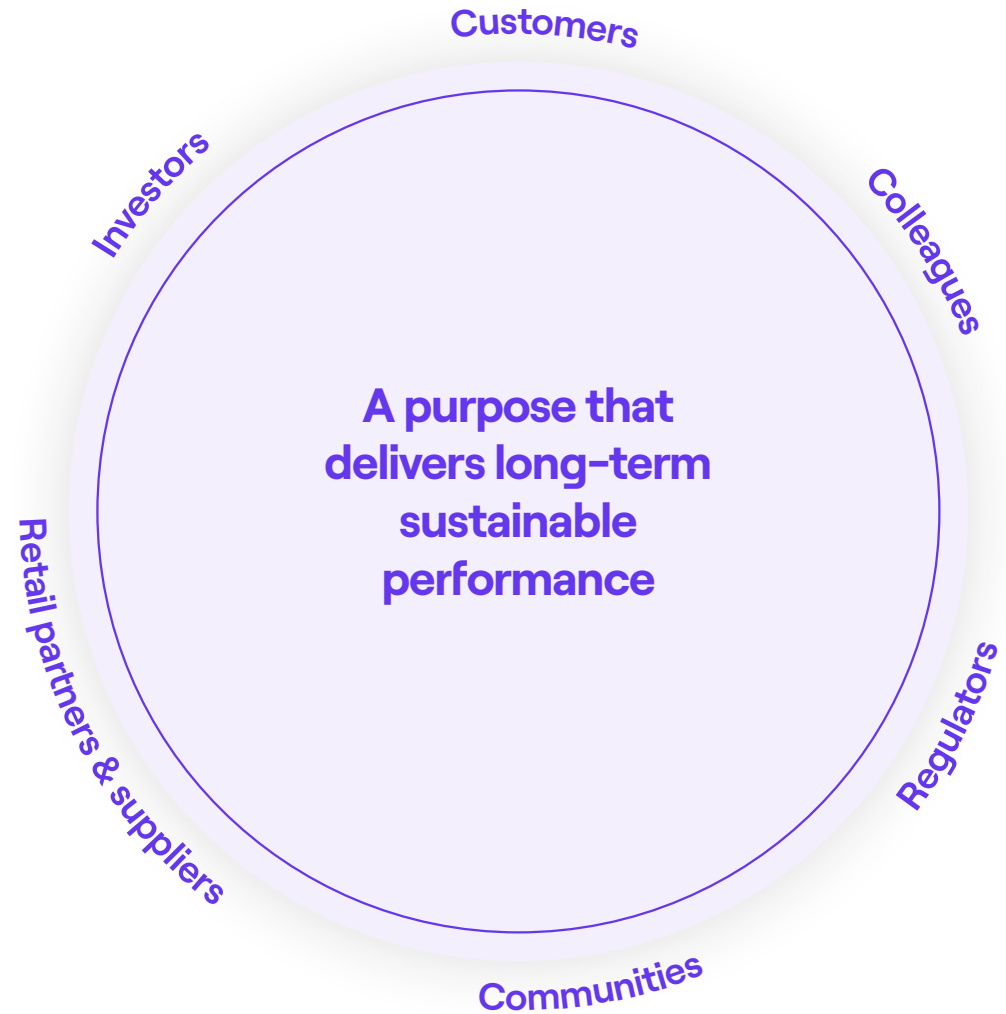 Customers
Colleagues
Regulators
Communities
Retail partners & suppliers
Investors
A purpose that
delivers long-term
sustainable
performance